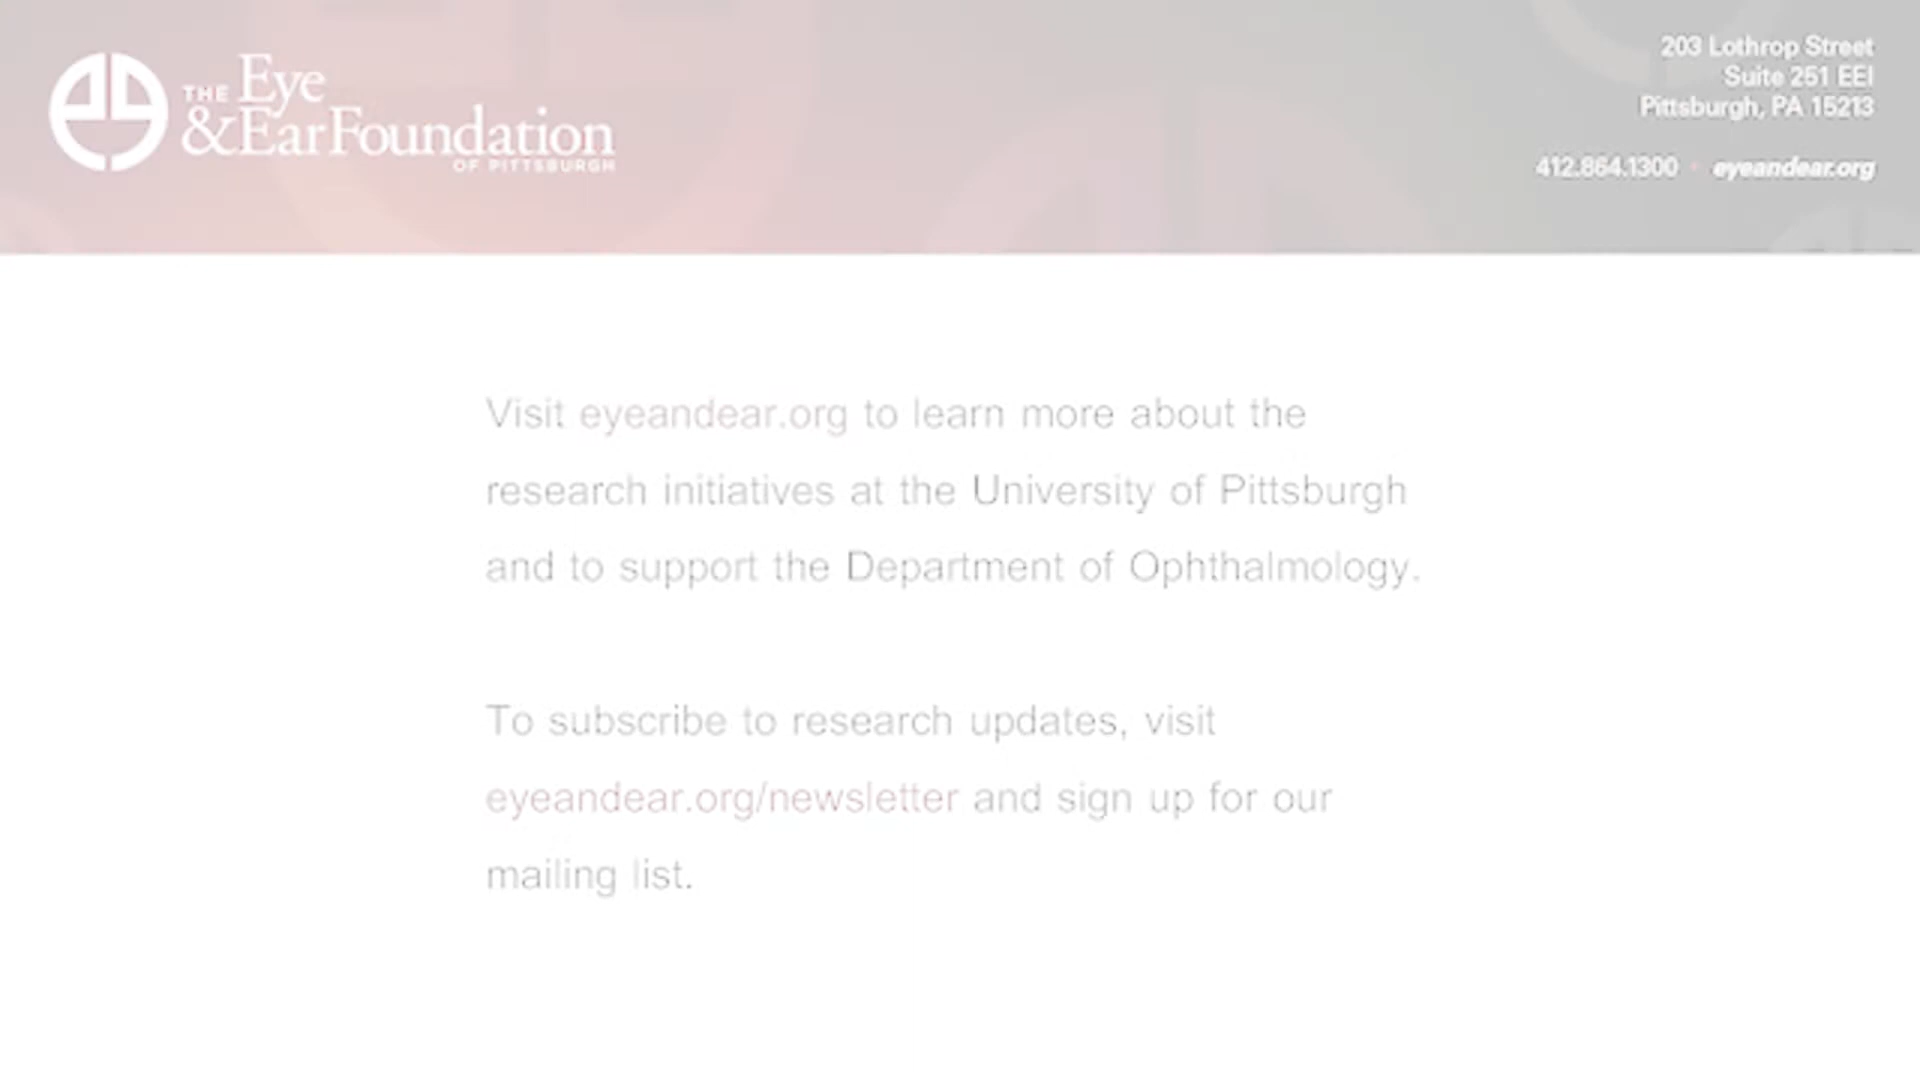 THE Eye
&EarFoundation
OF PITTSBURGH
203 Lothrop Street
Suite 251 EEI
Pittsburgh, PA 15213
412.864.1300 • eyeandear.org
Visit eyeandear.org to learn more about the
research initiatives at the University of Pittsburgh
and to support the Department of Ophthalmology.
To subscribe to research updates, visit
eyeandear.org/newsletter and sign up for our
mailing list.